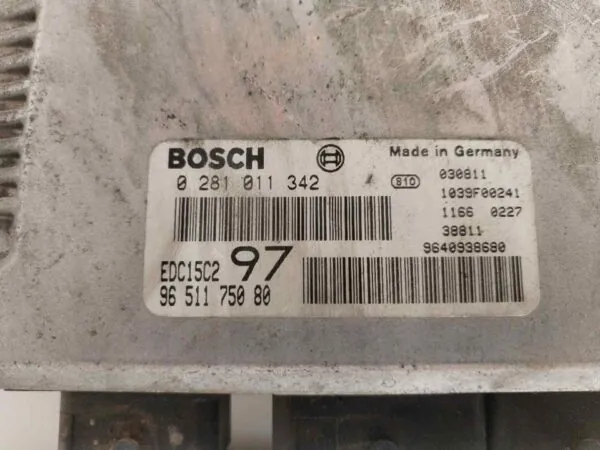 BOSCH
Made in Germany
0 281 011 342
810
030811
1039F00241
1166 0227
38811
9640938680
EDC15C2 97
96 511 750 80